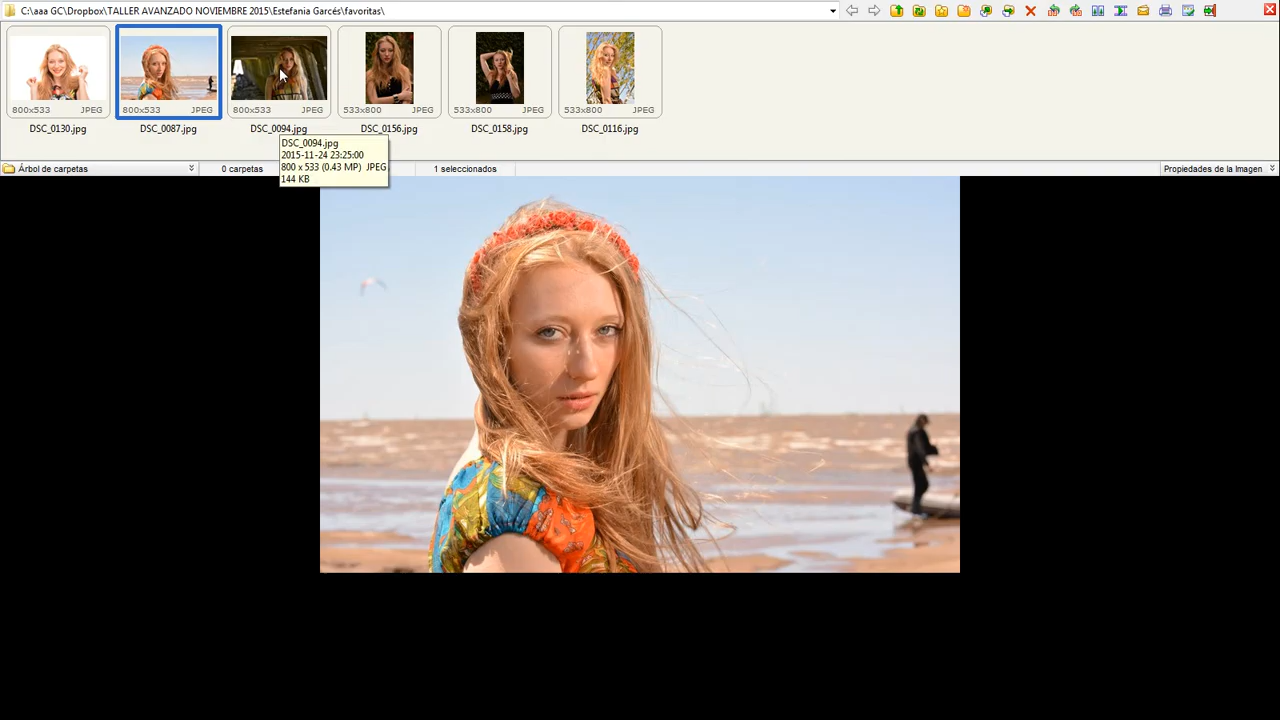 C:\aaa GC\Dropbox\TALLER AVANZADO NOVIEMBRE 2015\Estefania Garcés\favoritas\
800x533 JPEG
800x533 JPEG
800x533 JPEG
533x800 JPEG
533x800 JPEG
533x800 JPEG
DSC_0130.jpg
DSC_0087.jpg
DSC_0094.jpg
DSC_0156.jpg
DSC_0158.jpg
DSC_0116.jpg
DSC_0094.jpg
2015-11-24 23:25:00
800 x 533 (0.43 MP) JPEG
144 KB
Árbol de carpetas
0 carpetas
1 seleccionados
Propiedades de la Imagen